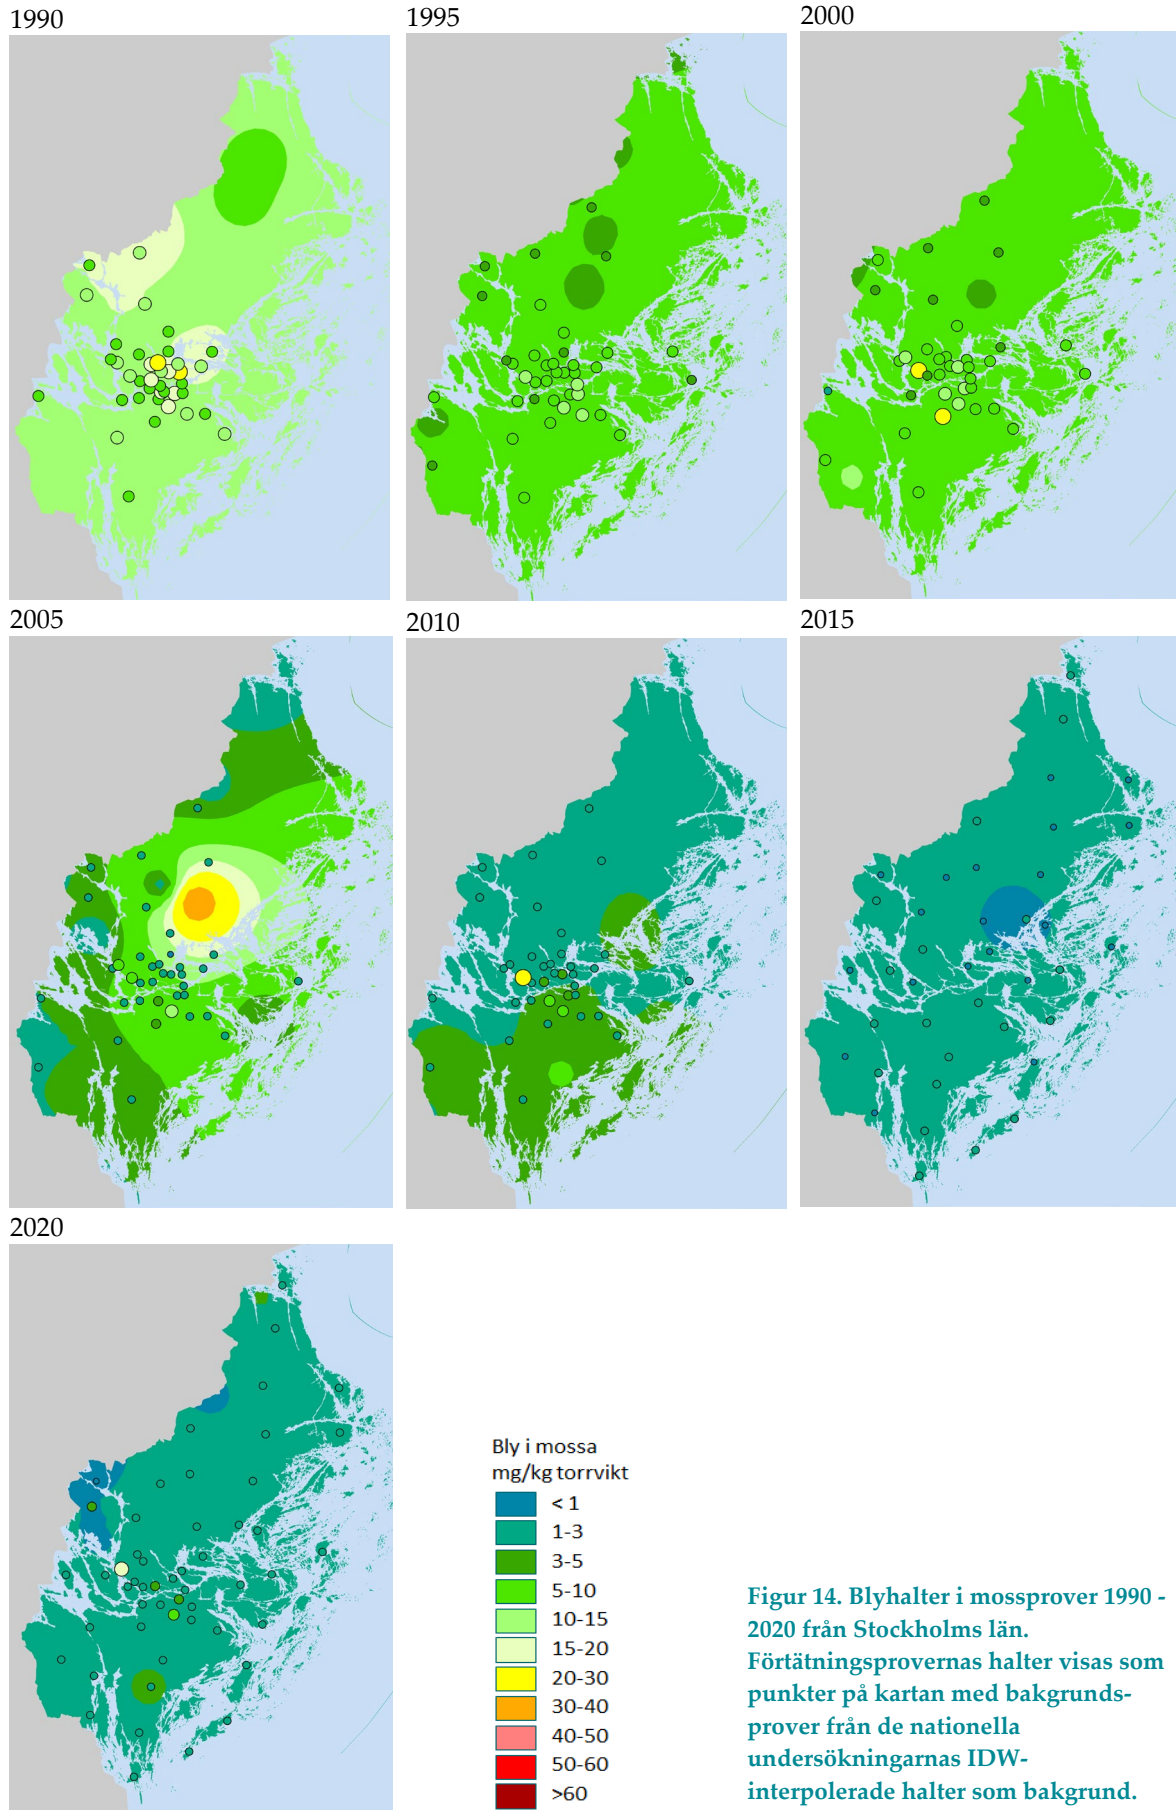 1990
1995
2000
2005
2010
2015
2020
Bly i mossa
mg/kg torrvikt
< 1
1-3
3-5
5-10
10-15
15-20
20-30
30-40
40-50
50-60
>60
Figur 14. Blyhalter i mossprover 1990 -
2020 från Stockholms län.
Förtätningsprovernas halter visas som
punkter på kartan med bakgrunds-
prover från de nationella
undersökningarnas IDW-
interpolerade halter som bakgrund.